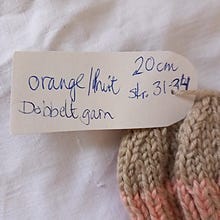 orange/hvit 20cm
Dobbelt garn str. 31-34